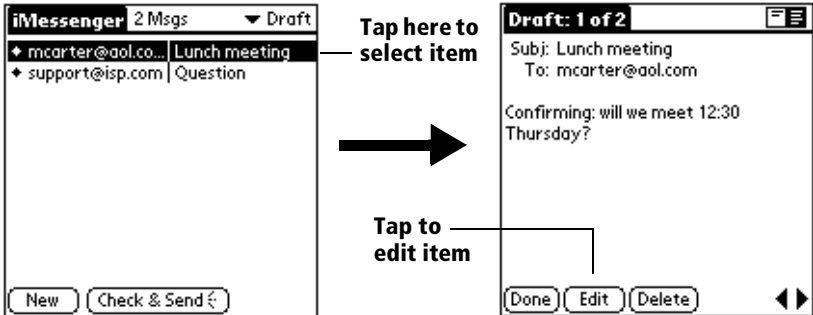 iMessenger 2 Msgs Draft
mcarter@aol.co... Lunch meeting
support@isp.com Question
New Check & Send
Tap here to
select item
Tap to
edit item
Draft: 1 of 2
Subj: Lunch meeting
To: mcarter@aol.com
Confirming: will we meet 12:30
Thursday?
Done Edit Delete